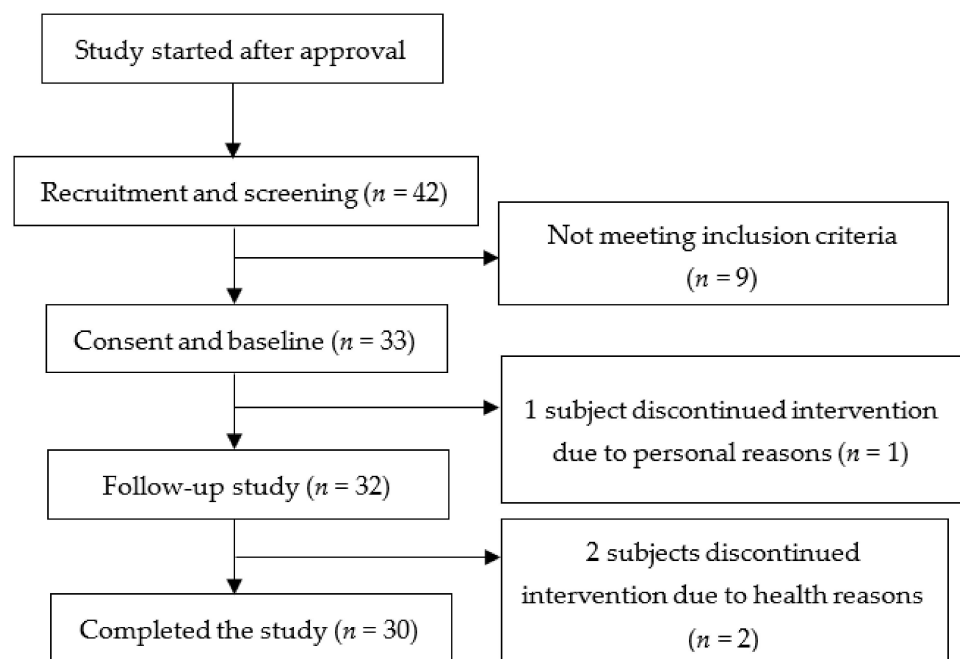 Study started after approval
Recruitment and screening (n = 42)
Not meeting inclusion criteria
(n = 9)
Consent and baseline (n = 33)
1 subject discontinued intervention
due to personal reasons (n = 1)
Follow-up study (n = 32)
2 subjects discontinued
intervention due to health reasons
(n = 2)
Completed the study (n = 30)